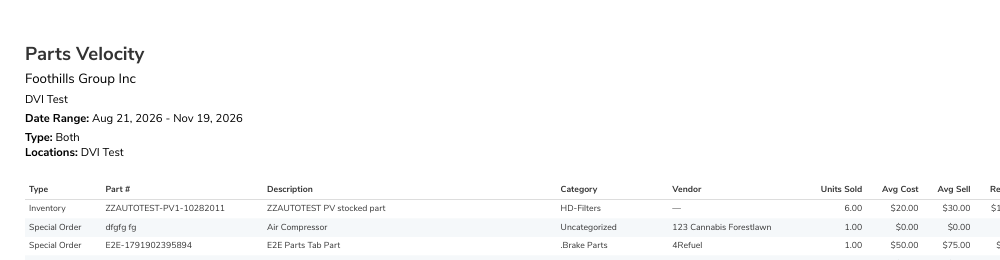 Parts Velocity
Foothills Group Inc
DVI Test
Date Range: Aug 21, 2026 - Nov 19, 2026
Type: Both
Locations: DVI Test
Type Part # Description Category Vendor Units Sold Avg Cost Avg Sell
Inventory ZZAUTOTEST-PV1-10282011 ZZAUTOTEST PV stocked part HD-Filters — 6.00 $20.00 $30.00
Special Order dfgfg fg Air Compressor Uncategorized 123 Cannabis Forestlawn 1.00 $0.00 $0.00
Special Order E2E-1791902395894 E2E Parts Tab Part .Brake Parts 4Refuel 1.00 $50.00 $75.00